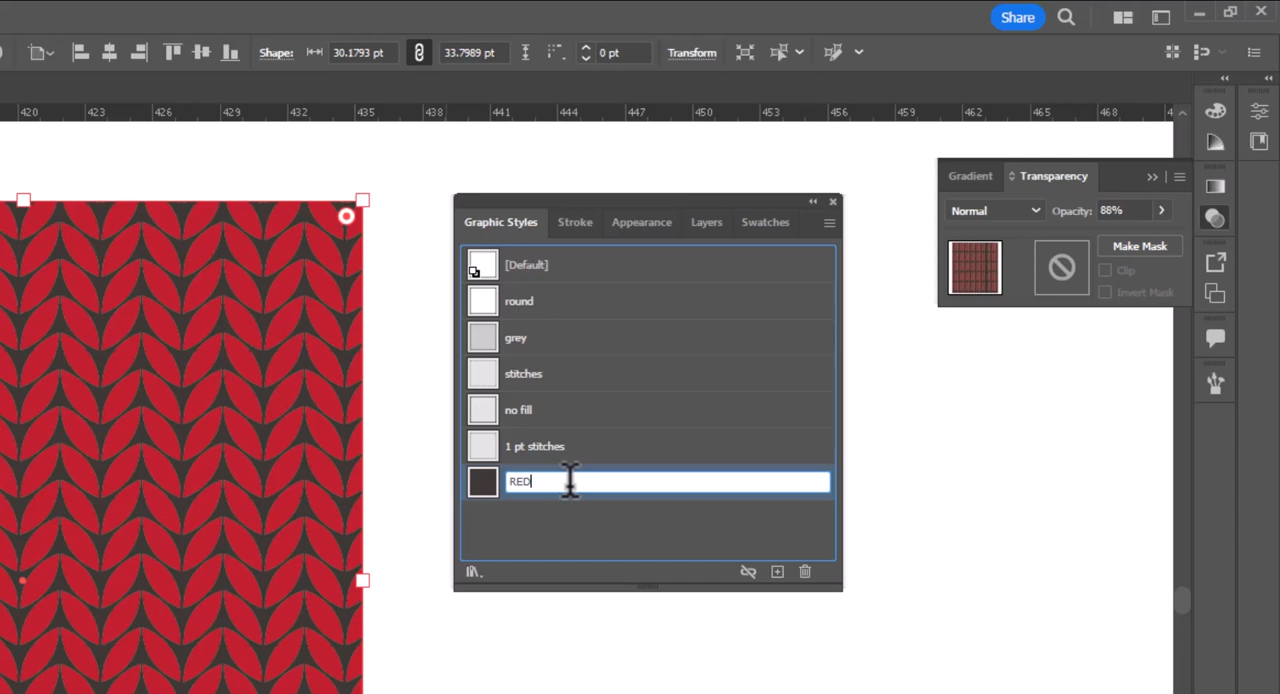 Share
Shape: 30.1793 pt 33.7989 pt 0 pt Transform
420 423 426 429 432 435 438 441 444 447 450 453 456 459 462 465 468
Gradient Transparency
Normal Opacity: 88%
Make Mask
Clip
Invert Mask
Graphic Styles Stroke Appearance Layers Swatches
[Default]
round
grey
stitches
no fill
1 pt stitches
RED